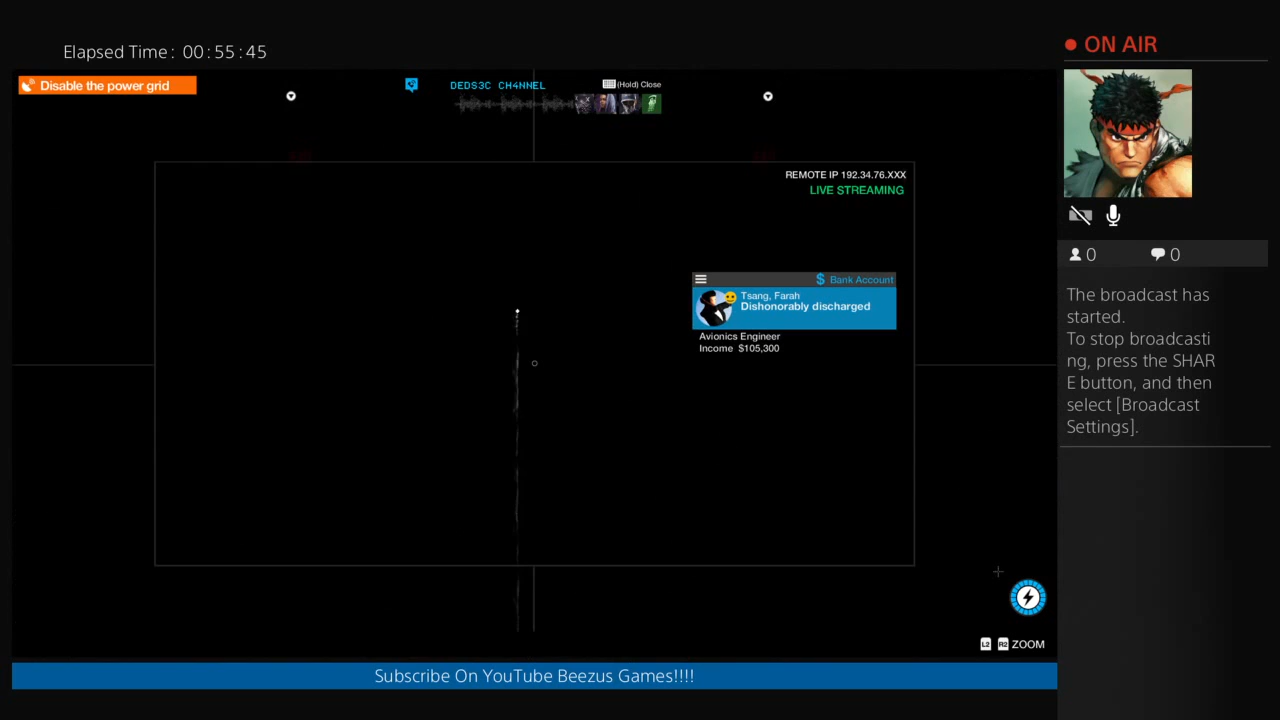 Elapsed Time: 00:55:45
ON AIR
Disable the power grid
DEDS3C CH4NNEL
(Hold) Close
REMOTE IP 192.34.76.XXX
LIVE STREAMING
0
0
$ Bank Account
Tsang, Farah
Dishonorably discharged
Avionics Engineer
Income $105,300
The broadcast has
started.
To stop broadcasti
ng, press the SHAR
E button, and then
select [Broadcast
Settings].
L2 R2 ZOOM
Subscribe On YouTube Beezus Games!!!!